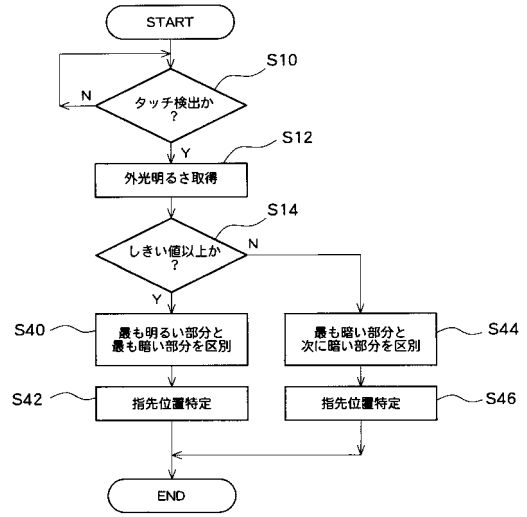 START
S10
タッチ検出か
?
N
Y
S12
外光明るさ取得
S14
しきい値以上か
?
N
Y
S40
最も明るい部分と
最も暗い部分を区別
S44
最も暗い部分と
次に暗い部分を区別
S42
指先位置特定
S46
指先位置特定
END